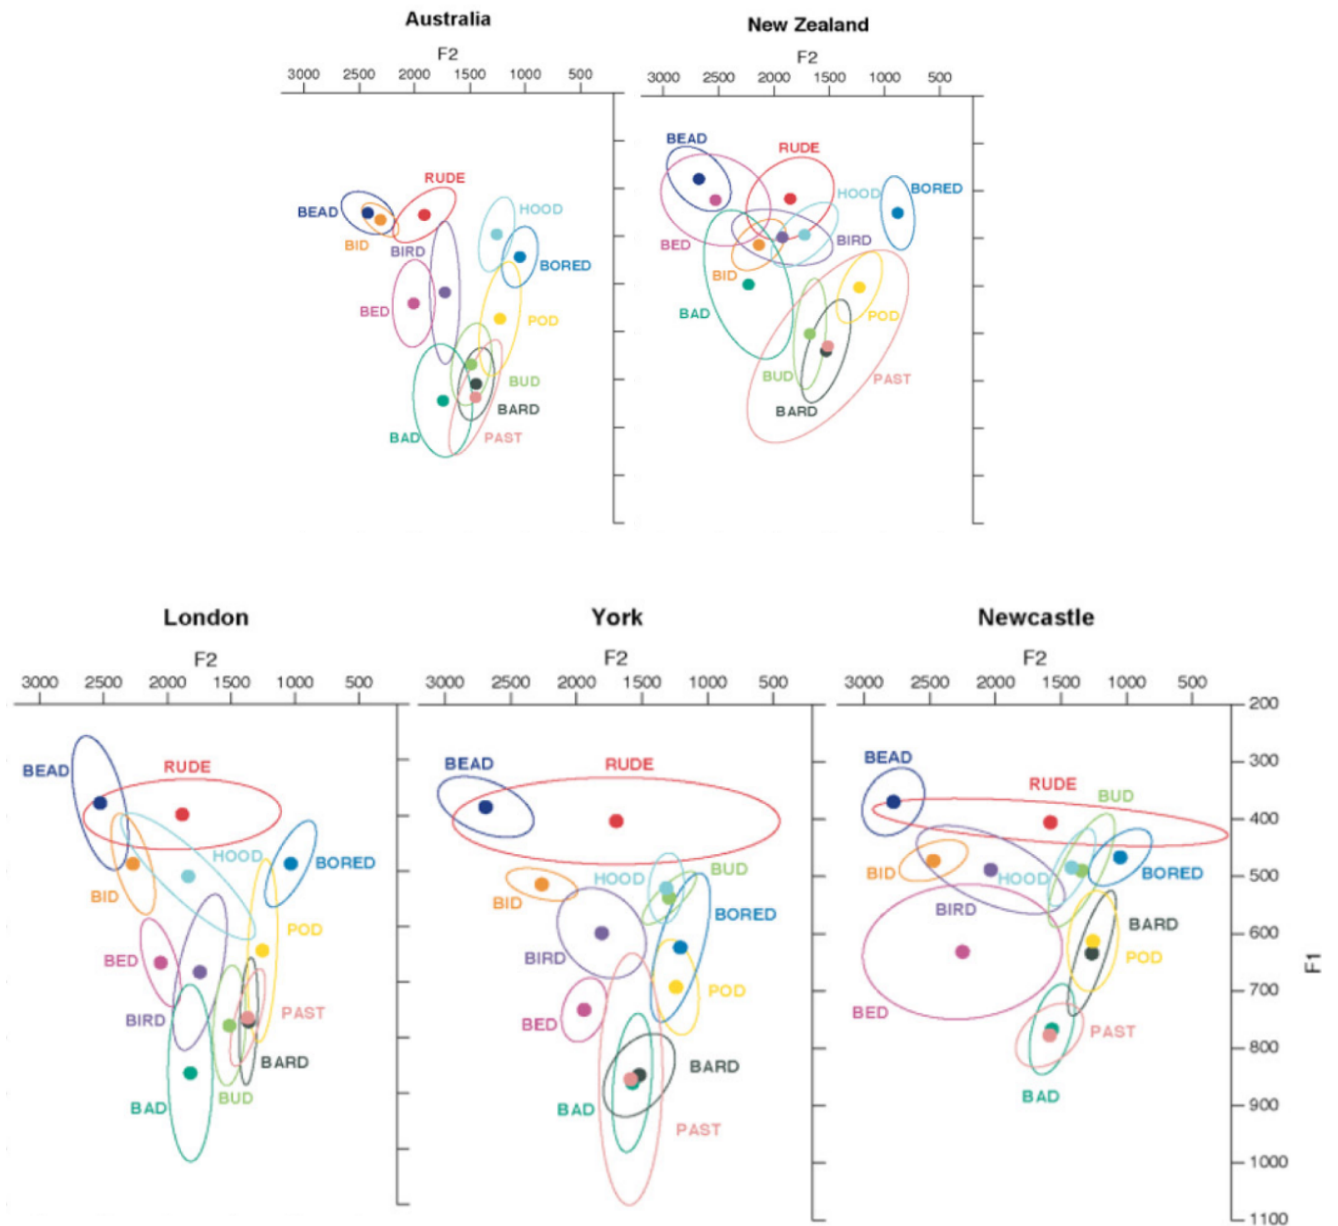 Australia
F2
3000 2500 2000 1500 1000 500
BEAD
BID
RUDE
BIRD
HOOD
BORED
BED
POD
BUD
BARD
BAD
PAST
New Zealand
F2
3000 2500 2000 1500 1000 500
BEAD
RUDE
HOOD
BORED
BED
BIRD
BID
BAD
POD
BUD
PAST
BARD
London
F2
3000 2500 2000 1500 1000 500
BEAD
RUDE
HOOD
BORED
BID
POD
BED
BIRD
PAST
BARD
BUD
BAD
York
F2
3000 2500 2000 1500 1000 500
BEAD
RUDE
HOOD
BUD
BID
BORED
BIRD
POD
BED
BARD
BAD
PAST
Newcastle
F2
3000 2500 2000 1500 1000 500
BEAD
RUDE
BUD
BID
HOOD
BORED
BIRD
BARD
POD
BED
PAST
BAD
200
300
400
500
600
700
800
900
1000
1100
F1